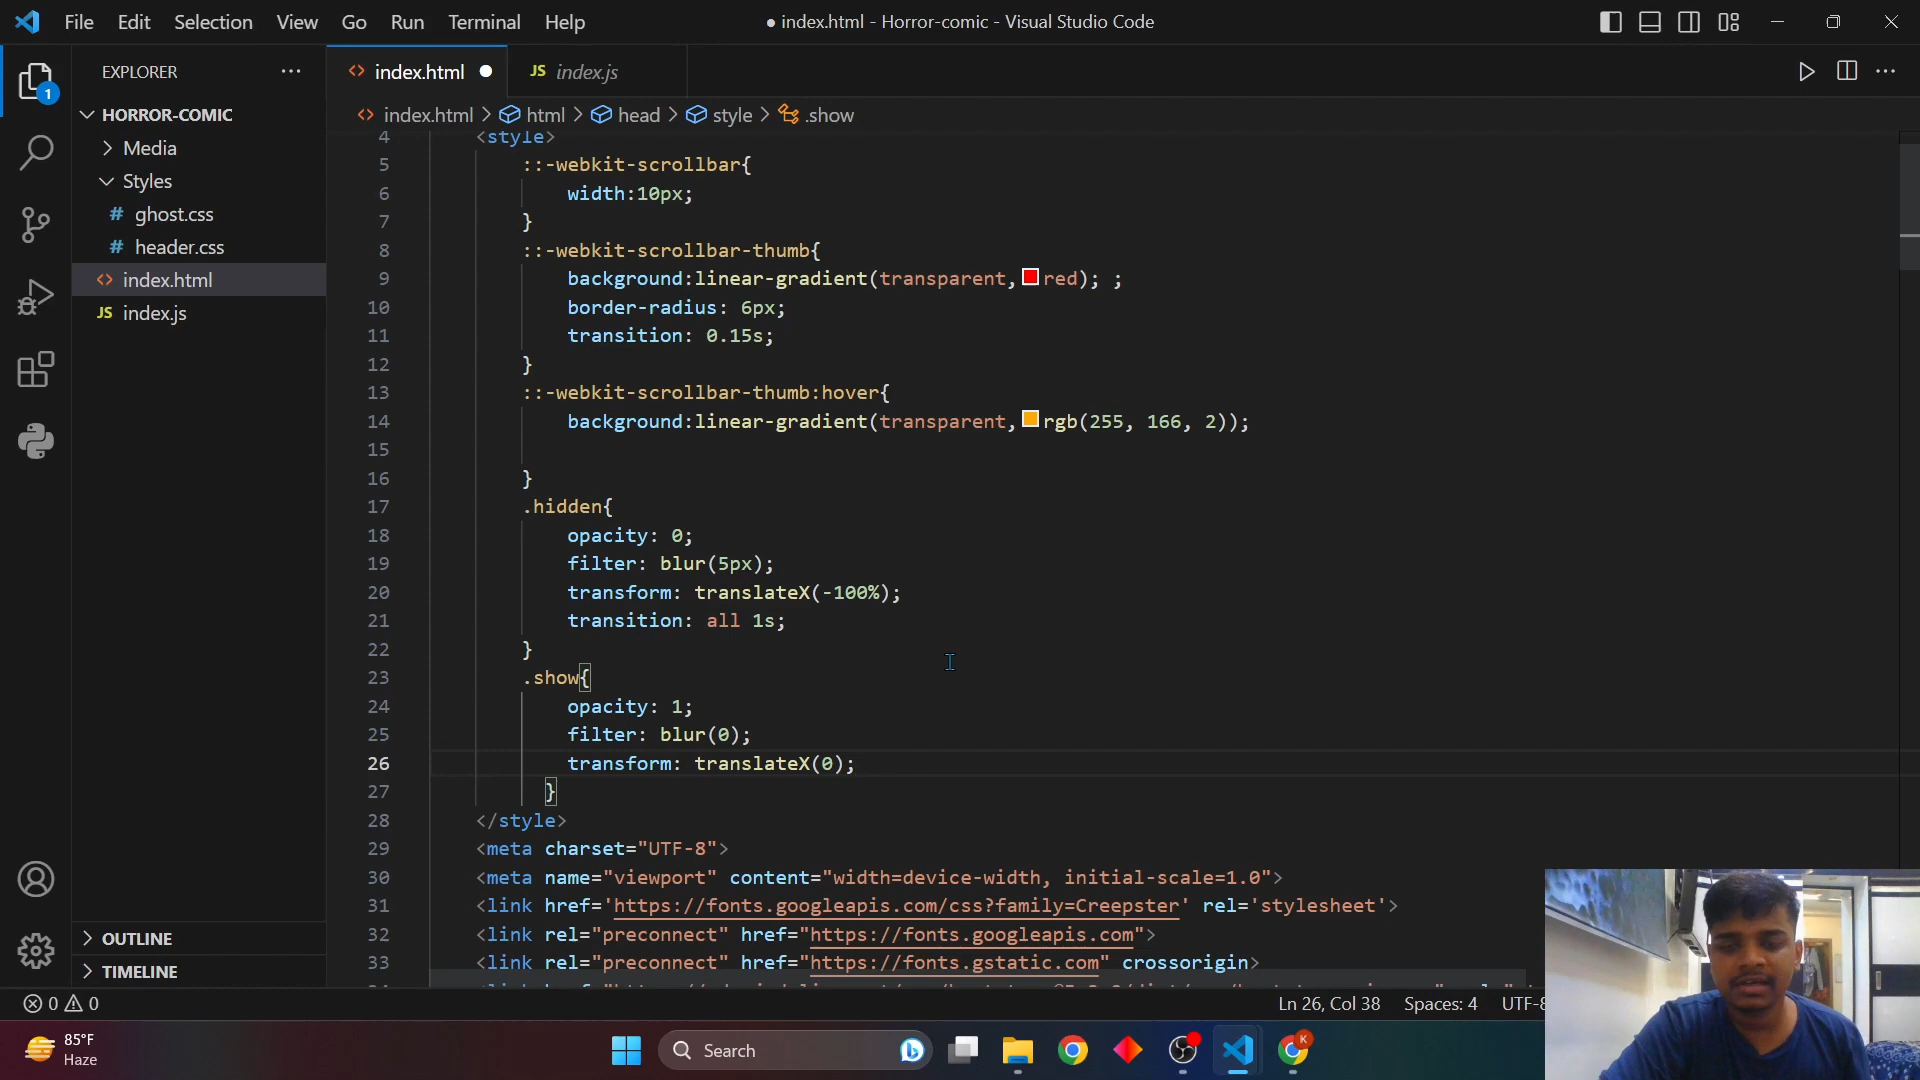 File Edit Selection View Go Run Terminal Help
● index.html - Horror-comic - Visual Studio Code
EXPLORER
1
HORROR-COMIC
Media
Styles
# ghost.css
# header.css
<> index.html
JS index.js
OUTLINE
TIMELINE
<> index.html ●
JS index.js
<> index.html > html > head > style > .show
4 <style>
5 ::-webkit-scrollbar{
6 width:10px;
7 }
8 ::-webkit-scrollbar-thumb{
9 background:linear-gradient(transparent,red); ;
10 border-radius: 6px;
11 transition: 0.15s;
12 }
13 ::-webkit-scrollbar-thumb:hover{
14 background:linear-gradient(transparent,rgb(255, 166, 2));
15
16 }
17 .hidden{
18 opacity: 0;
19 filter: blur(5px);
20 transform: translateX(-100%);
21 transition: all 1s;
22 }
23 .show{
24 opacity: 1;
25 filter: blur(0);
26 transform: translateX(0);
27 }
28 </style>
29 <meta charset="UTF-8">
30 <meta name="viewport" content="width=device-width, initial-scale=1.0">
31 <link href='https://fonts.googleapis.com/css?family=Creepster' rel='stylesheet'>
32 <link rel="preconnect" href="https://fonts.googleapis.com">
33 <link rel="preconnect" href="https://fonts.gstatic.com" crossorigin>
0 0
Ln 26, Col 38 Spaces: 4 UTF-8
85°F
Haze
Search
K